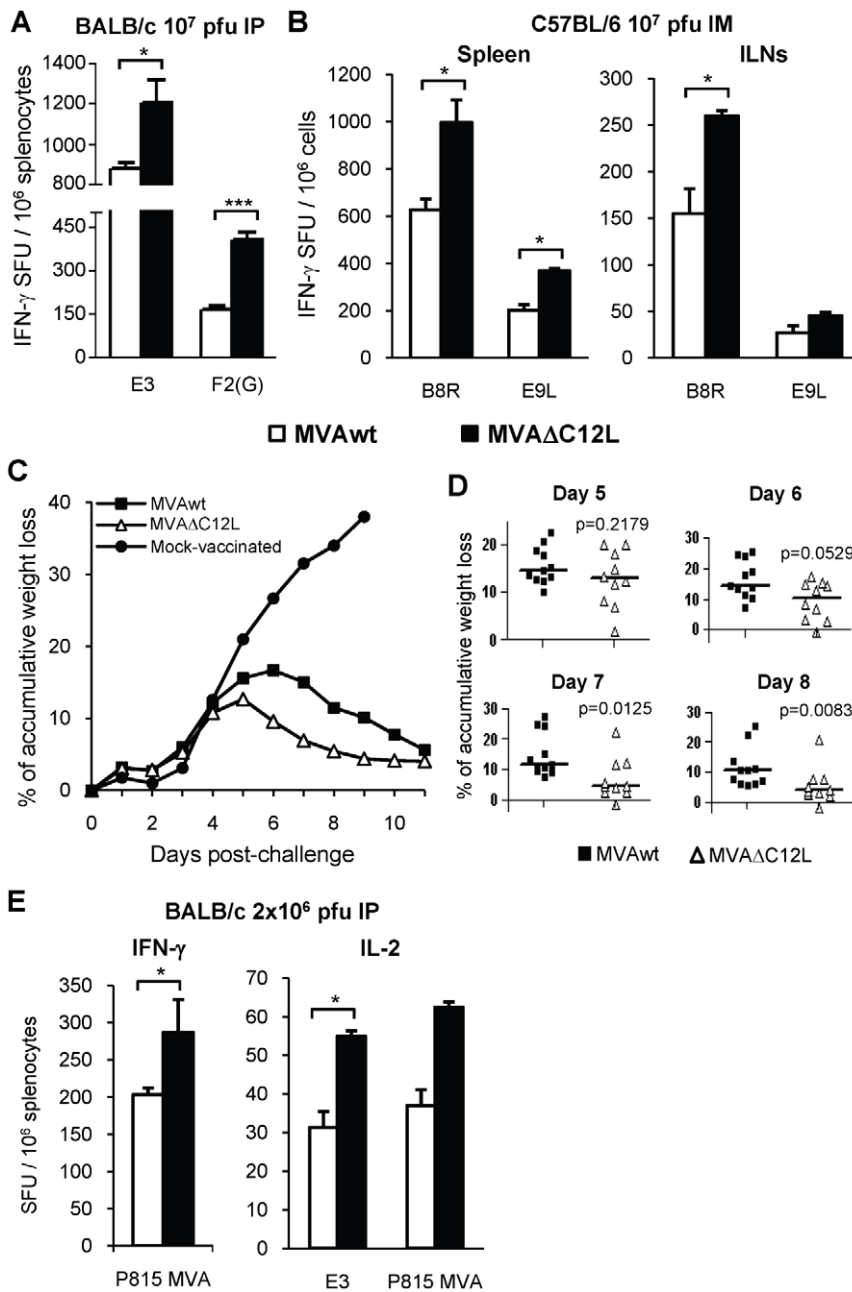 A
BALB/c 10⁷ pfu IP
IFN-γ SFU / 10⁶ splenocytes
1400
1200
1000
800
450
300
150
0
*
***
E3 F2(G)
B
C57BL/6 10⁷ pfu IM
Spleen
IFN-γ SFU / 10⁶ cells
1200
1000
800
600
400
200
0
*
*
B8R E9L
ILNs
300
250
200
150
100
50
0
*
B8R E9L
MVAwt MVAΔC12L
C
% of accumulative weight loss
40
30
20
10
0
MVAwt
MVAΔC12L
Mock-vaccinated
0 2 4 6 8 10
Days post-challenge
D
% of accumulative weight loss
Day 5
p=0.2179
20
10
0
Day 6
p=0.0529
30
20
10
0
Day 7
p=0.0125
30
20
10
0
Day 8
p=0.0083
30
20
10
0
MVAwt MVAΔC12L
E
BALB/c 2x10⁶ pfu IP
SFU / 10⁶ splenocytes
IFN-γ
350
300
250
200
150
100
50
0
*
P815 MVA
IL-2
70
60
50
40
30
20
10
0
*
E3 P815 MVA